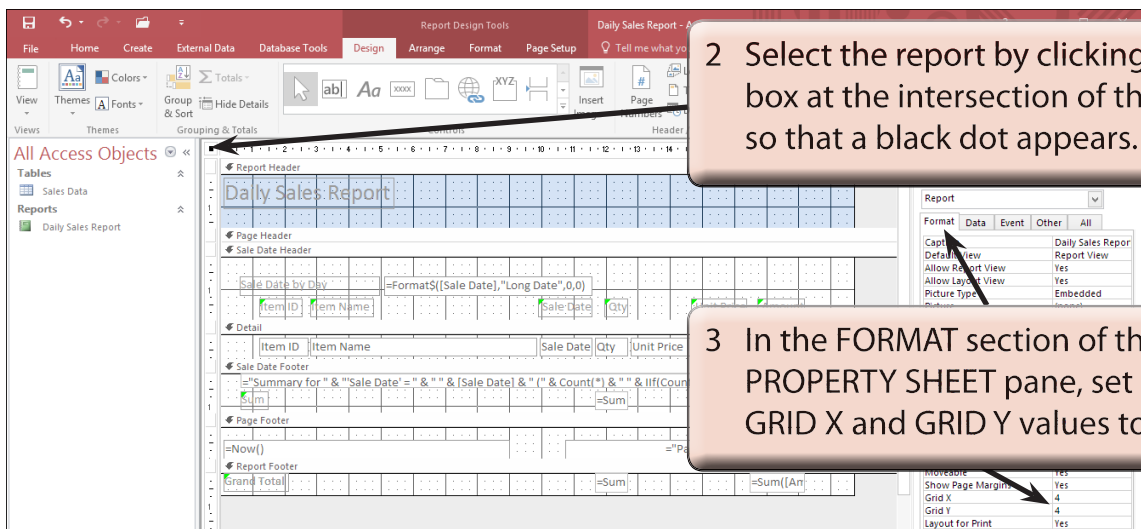 Report Design Tools
Daily Sales Report - A
File Home Create External Data Database Tools Design Arrange Format Page Setup Tell me what yo
View
Views
Themes
Aa
Colors
A Fonts
Themes
Group & Sort
Totals
Hide Details
Grouping & Totals
ab| Aa xxxx XYZ
Insert
Page
Header
2 Select the report by clicking
box at the intersection of th
so that a black dot appears.
All Access Objects
Tables
Sales Data
Reports
Daily Sales Report
Report Header
Daily Sales Report
Page Header
Sale Date Header
Sale Date by Day =Format$([Sale Date],"Long Date",0,0)
Item ID Item Name Sale Date Qty
Detail
Item ID Item Name Sale Date Qty Unit Price
Sale Date Footer
="Summary for " & "'Sale Date' = " & " " & [Sale Date] & " (" & Count(*) & " " & IIf(Coun
Sum =Sum
Page Footer
=Now() ="Pa
Report Footer
Grand Total =Sum =Sum([Am
Report
Format Data Event Other All
Daily Sales Repor
Default View Report View
Allow Report View Yes
Allow Layout View Yes
Picture Type Embedded
3 In the FORMAT section of th
PROPERTY SHEET pane, set
GRID X and GRID Y values to
Moveable Yes
Show Page Margins Yes
Grid X 4
Grid Y 4
Layout for Print Yes